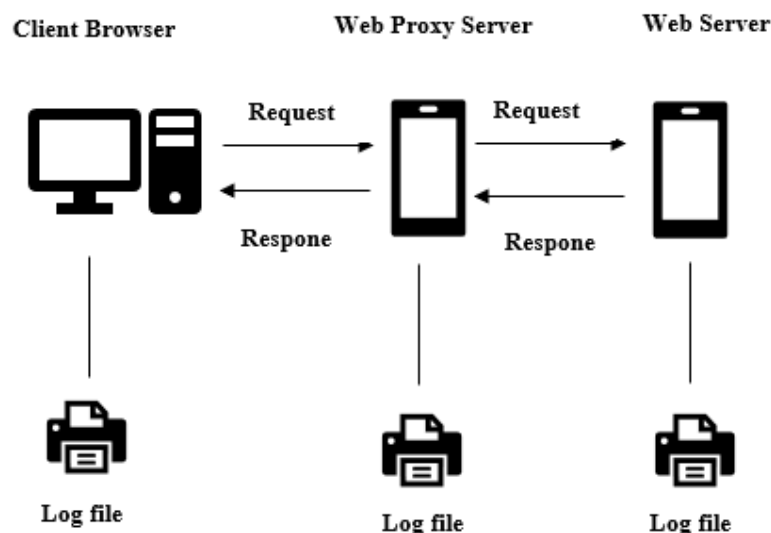 Client Browser
Web Proxy Server
Web Server
Request
Request
Respone
Respone
Log file
Log file
Log file